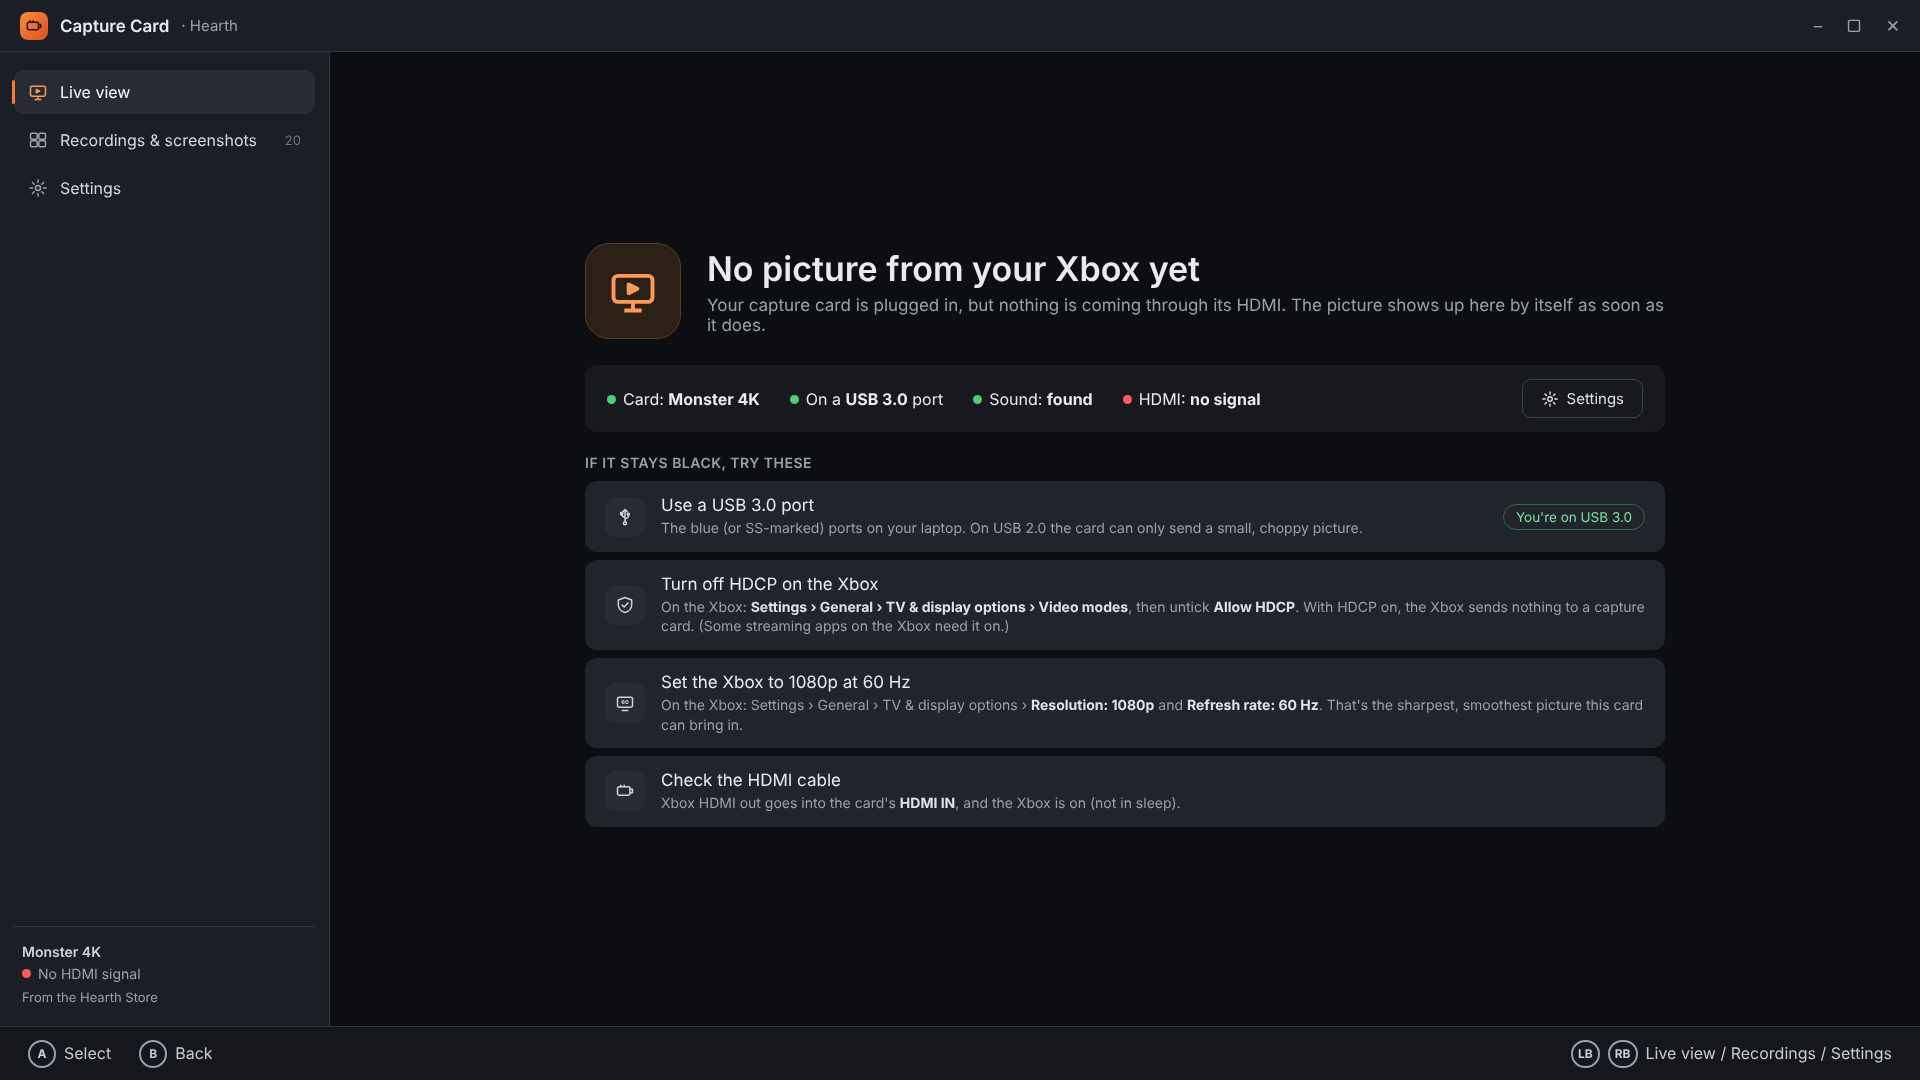 Capture Card · Hearth
Live view
Recordings & screenshots 20
Settings
No picture from your Xbox yet
Your capture card is plugged in, but nothing is coming through its HDMI. The picture shows up here by itself as soon as
it does.
Card: Monster 4K On a USB 3.0 port Sound: found HDMI: no signal Settings
IF IT STAYS BLACK, TRY THESE
Use a USB 3.0 port
The blue (or SS-marked) ports on your laptop. On USB 2.0 the card can only send a small, choppy picture.
You're on USB 3.0
Turn off HDCP on the Xbox
On the Xbox: Settings › General › TV & display options › Video modes, then untick Allow HDCP. With HDCP on, the Xbox sends nothing to a capture
card. (Some streaming apps on the Xbox need it on.)
60
Set the Xbox to 1080p at 60 Hz
On the Xbox: Settings › General › TV & display options › Resolution: 1080p and Refresh rate: 60 Hz. That's the sharpest, smoothest picture this card
can bring in.
Check the HDMI cable
Xbox HDMI out goes into the card's HDMI IN, and the Xbox is on (not in sleep).
Monster 4K
No HDMI signal
From the Hearth Store
A Select B Back
LB RB Live view / Recordings / Settings